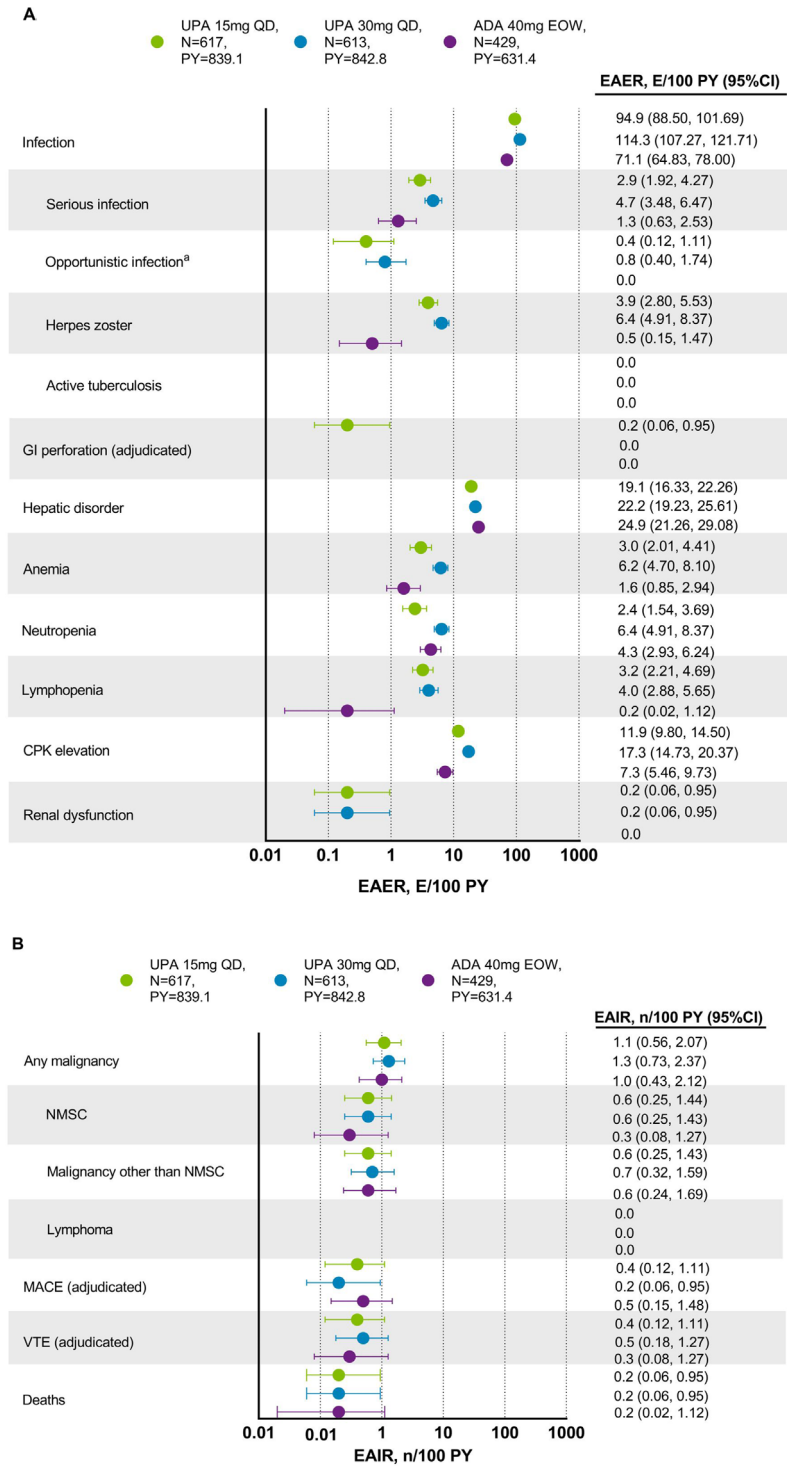 A
UPA 15mg QD,
N=617,
PY=839.1
UPA 30mg QD,
N=613,
PY=842.8
ADA 40mg EOW,
N=429,
PY=631.4
EAER, E/100 PY (95%CI)
Infection
94.9 (88.50, 101.69)
114.3 (107.27, 121.71)
71.1 (64.83, 78.00)
Serious infection
2.9 (1.92, 4.27)
4.7 (3.48, 6.47)
1.3 (0.63, 2.53)
Opportunistic infectionª
0.4 (0.12, 1.11)
0.8 (0.40, 1.74)
0.0
Herpes zoster
3.9 (2.80, 5.53)
6.4 (4.91, 8.37)
0.5 (0.15, 1.47)
Active tuberculosis
0.0
0.0
0.0
GI perforation (adjudicated)
0.2 (0.06, 0.95)
0.0
0.0
Hepatic disorder
19.1 (16.33, 22.26)
22.2 (19.23, 25.61)
24.9 (21.26, 29.08)
Anemia
3.0 (2.01, 4.41)
6.2 (4.70, 8.10)
1.6 (0.85, 2.94)
Neutropenia
2.4 (1.54, 3.69)
6.4 (4.91, 8.37)
4.3 (2.93, 6.24)
Lymphopenia
3.2 (2.21, 4.69)
4.0 (2.88, 5.65)
0.2 (0.02, 1.12)
CPK elevation
11.9 (9.80, 14.50)
17.3 (14.73, 20.37)
7.3 (5.46, 9.73)
Renal dysfunction
0.2 (0.06, 0.95)
0.2 (0.06, 0.95)
0.0
0.01 0.1 1 10 100 1000
EAER, E/100 PY
B
UPA 15mg QD,
N=617,
PY=839.1
UPA 30mg QD,
N=613,
PY=842.8
ADA 40mg EOW,
N=429,
PY=631.4
EAIR, n/100 PY (95%CI)
Any malignancy
1.1 (0.56, 2.07)
1.3 (0.73, 2.37)
1.0 (0.43, 2.12)
NMSC
0.6 (0.25, 1.44)
0.6 (0.25, 1.43)
0.3 (0.08, 1.27)
Malignancy other than NMSC
0.6 (0.25, 1.43)
0.7 (0.32, 1.59)
0.6 (0.24, 1.69)
Lymphoma
0.0
0.0
0.0
MACE (adjudicated)
0.4 (0.12, 1.11)
0.2 (0.06, 0.95)
0.5 (0.15, 1.48)
VTE (adjudicated)
0.4 (0.12, 1.11)
0.5 (0.18, 1.27)
0.3 (0.08, 1.27)
Deaths
0.2 (0.06, 0.95)
0.2 (0.06, 0.95)
0.2 (0.02, 1.12)
0.01 0.01 1 10 100 1000
EAIR, n/100 PY